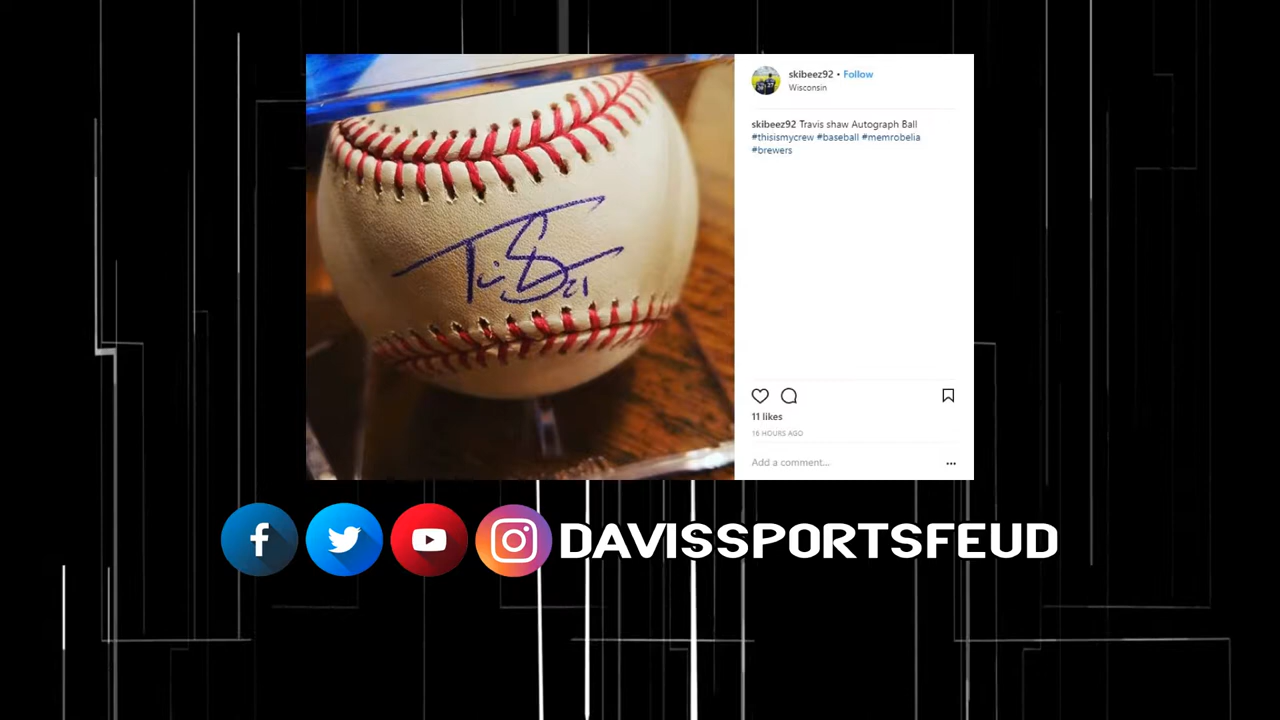 skibeez92 • Follow
Wisconsin
skibeez92 Travis shaw Autograph Ball
#thisismycrew #baseball #memrobelia
#brewers
11 likes
16 HOURS AGO
Add a comment...
DAVISSPORTSFEUD